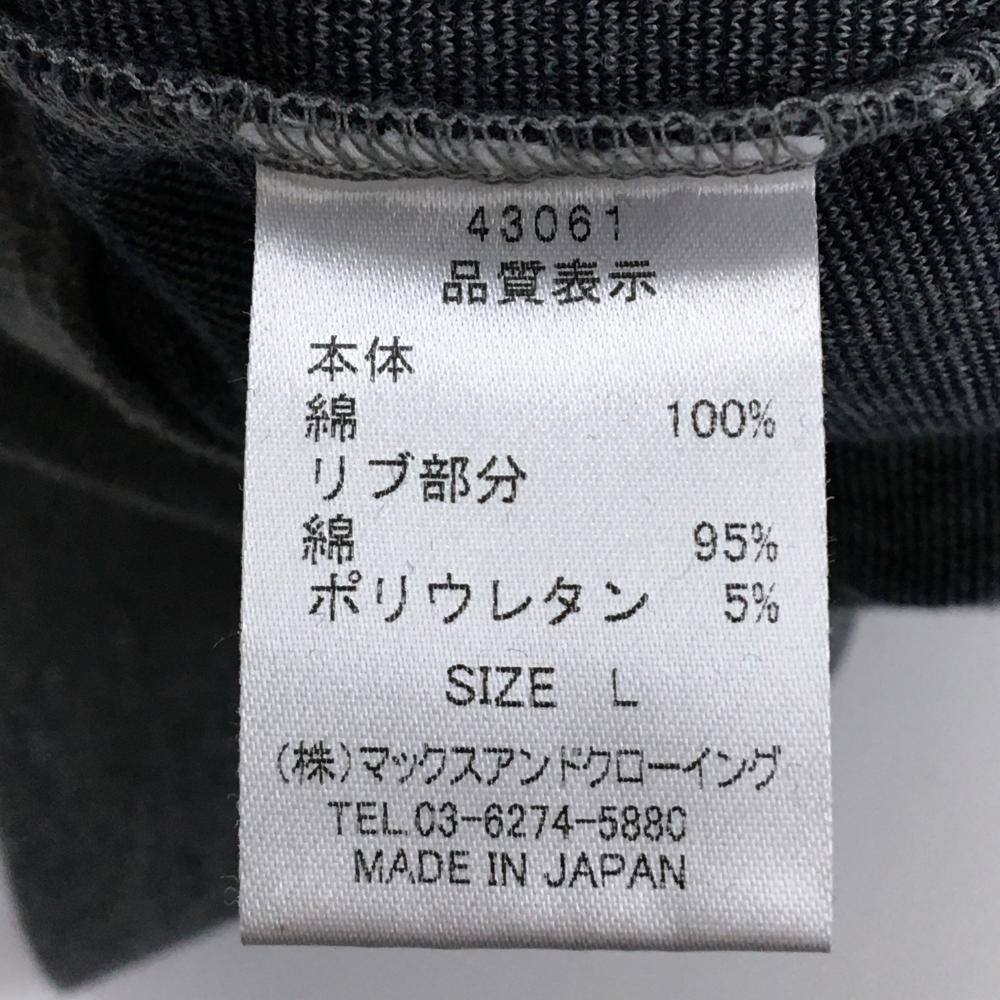 43061
品質表示
本体
綿 100%
リブ部分
綿 95%
ポリウレタン 5%
SIZE L
(株)マックスアンドクローイング
TEL.03-6274-5880
MADE IN JAPAN